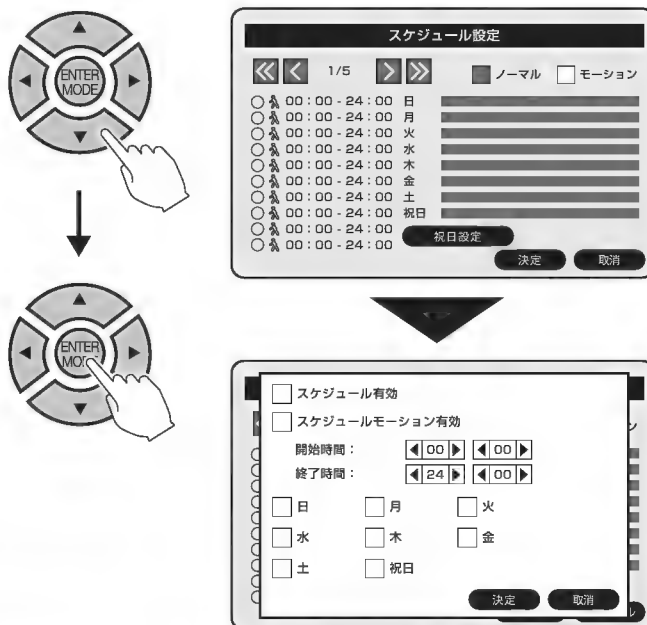 ENTER
MODE
スケジュール設定
1/5
ノーマル モーション
00:00-24:00 日
00:00-24:00 月
00:00-24:00 火
00:00-24:00 水
00:00-24:00 木
00:00-24:00 金
00:00-24:00 土
00:00-24:00 祝日
00:00-24:00
00:00-24:00
祝日設定
決定 取消
ENTER
スケジュール有効
スケジュールモーション有効
開始時間： 00 00
終了時間： 24 00
日 月 火
水 木 金
土 祝日
決定 取消